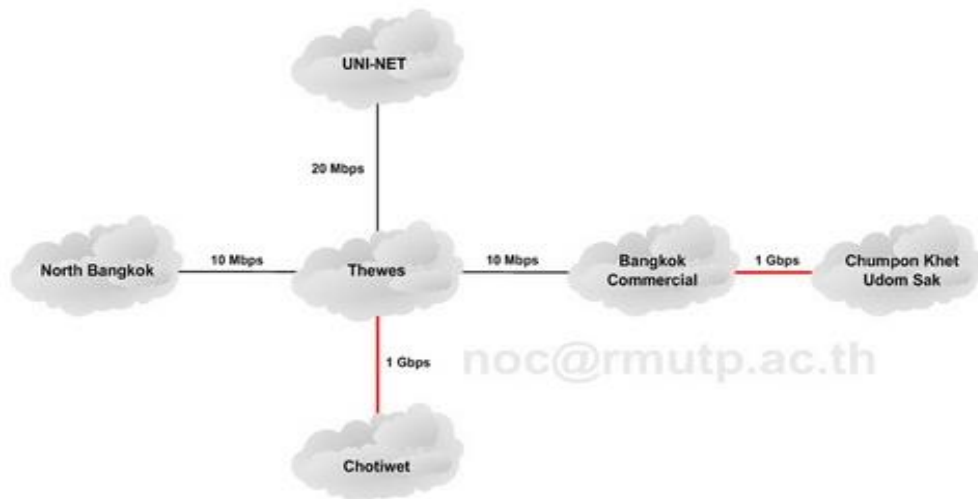 UNI-NET
20 Mbps
North Bangkok
10 Mbps
Thewes
10 Mbps
Bangkok
Commercial
1 Gbps
Chumpon Khet
Udom Sak
1 Gbps
noc@rmutp.ac.th
Chotiwet